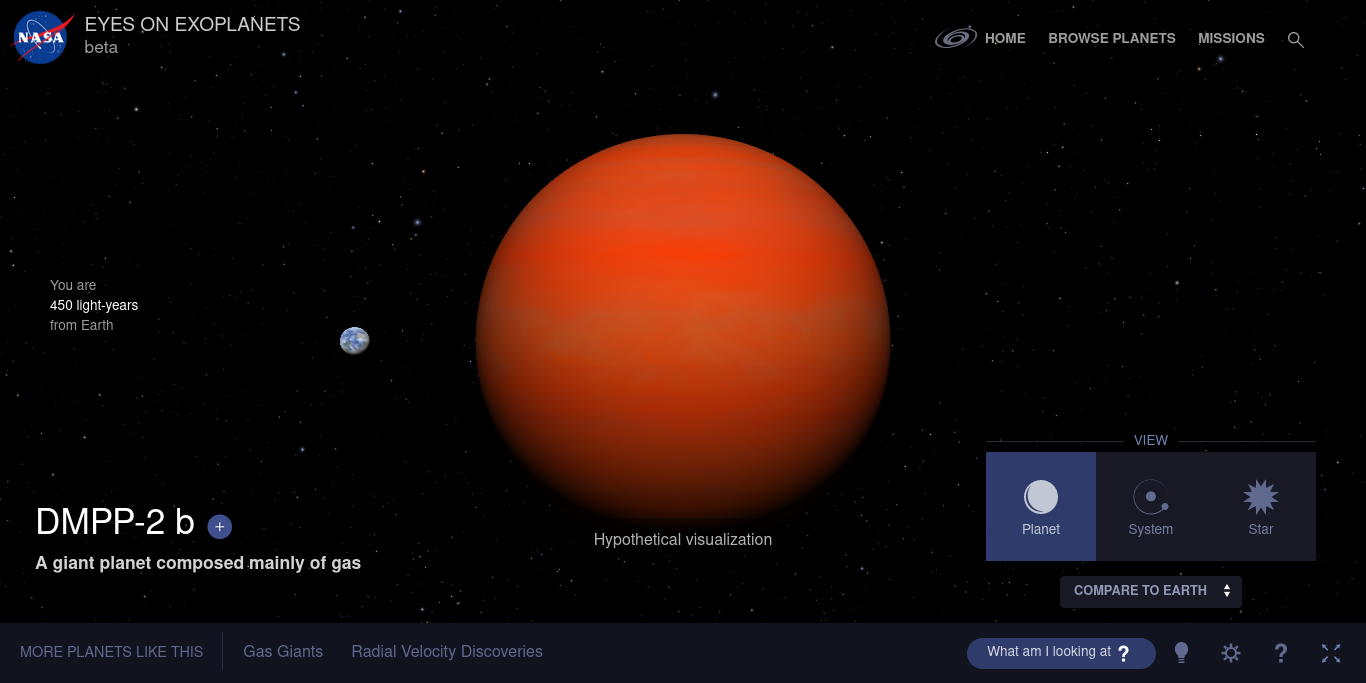 NASA
EYES ON EXOPLANETS
beta
HOME
BROWSE PLANETS
MISSIONS
You are
450 light-years
from Earth
VIEW
Planet
System
Star
DMPP-2 b +
A giant planet composed mainly of gas
Hypothetical visualization
COMPARE TO EARTH
MORE PLANETS LIKE THIS
Gas Giants
Radial Velocity Discoveries
What am I looking at ?
?